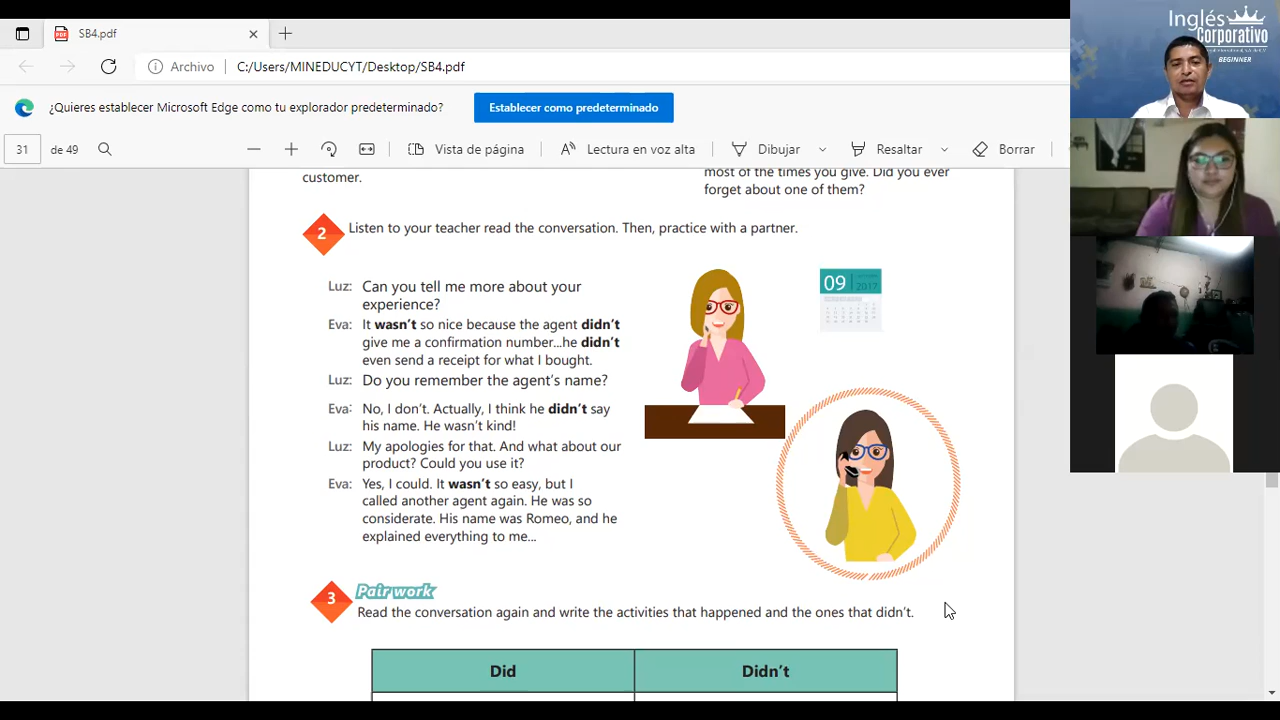 SB4.pdf
Archivo
C:/Users/MINEDUCYT/Desktop/SB4.pdf
¿Quieres establecer Microsoft Edge como tu explorador predeterminado?
Establecer como predeterminado
31
de 49
Vista de página
Lectura en voz alta
Dibujar
Resaltar
Borrar
Inglés
Corporativo
BEGINNER
customer.
most of the times you give. Did you ever
forget about one of them?
2
Listen to your teacher read the conversation. Then, practice with a partner.
Luz: Can you tell me more about your
experience?
Eva: It wasn't so nice because the agent didn't
give me a confirmation number...he didn't
even send a receipt for what I bought.
Luz: Do you remember the agent's name?
Eva: No, I don't. Actually, I think he didn't say
his name. He wasn't kind!
Luz: My apologies for that. And what about our
product? Could you use it?
Eva: Yes, I could. It wasn't so easy, but I
called another agent again. He was so
considerate. His name was Romeo, and he
explained everything to me...
09
2017
3
Pair work
Read the conversation again and write the activities that happened and the ones that didn't.
Did
Didn't